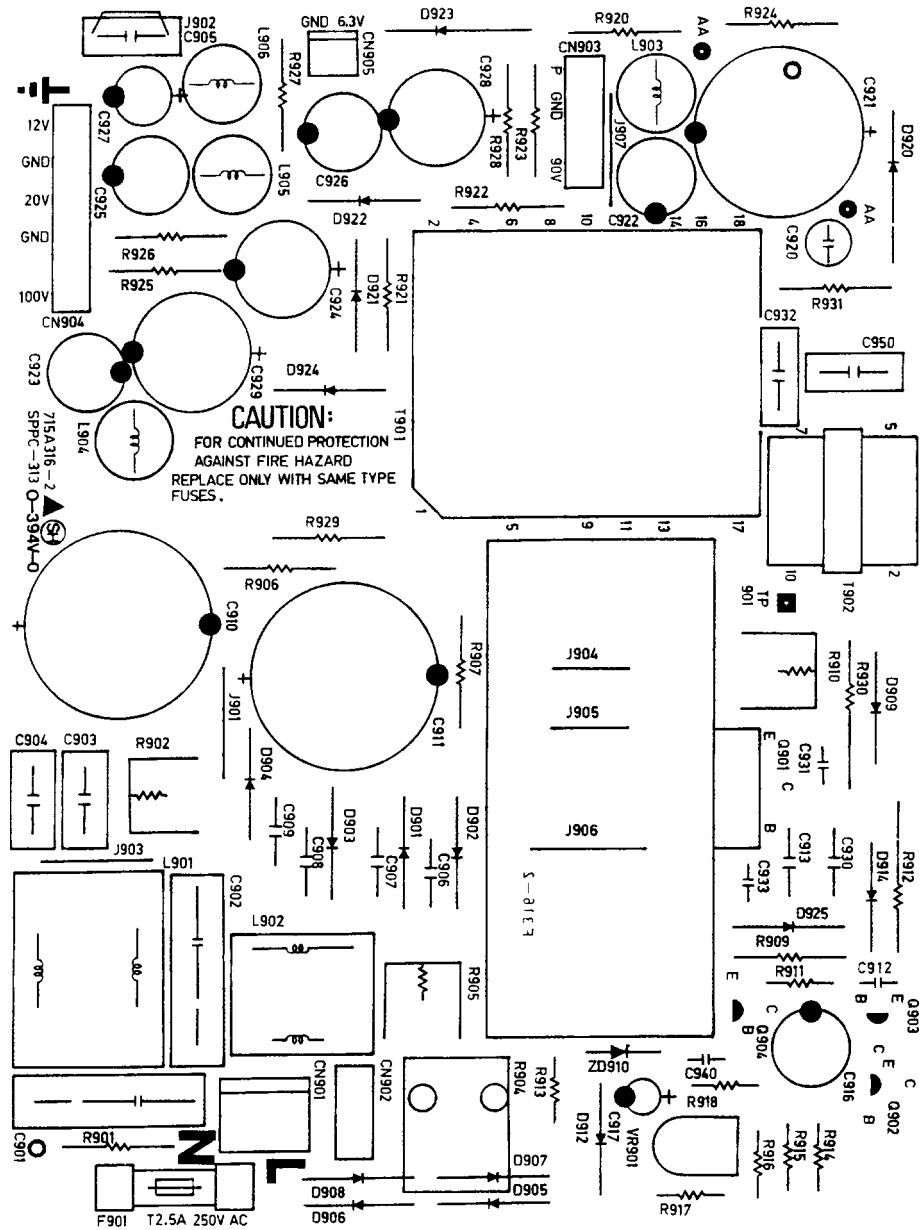 J902
C905
L906
GND 6.3V
CN905
D923
R920
AA
R924
R927
C928
CN903
L903
C921
P
GND
90V
J907
D920
C927
12V
GND
20V
GND
100V
CN904
C925
L905
C926
R928
R923
D922
R922
2
4
6
8
10
C922
14
16
18
AA
C920
R926
R925
C924
D921
R921
R931
C932
C950
C923
C929
D924
L904
T901
7
5
CAUTION:
FOR CONTINUED PROTECTION
AGAINST FIRE HAZARD
REPLACE ONLY WITH SAME TYPE
FUSES.
715A316-2
SPPC-313
394V-0
1
5
9
11
13
17
10
2
T902
TP
901
R929
R906
C910
R907
J904
R910
R930
D909
J901
C911
J905
E
Q901
C
B
C931
C904
C903
R902
D904
C909
C908
D903
C907
D901
C906
D902
J906
C933
C913
C930
D914
R912
J903
L901
C902
L902
F316-2
D925
R909
R911
C912
R905
E
C
B
Q904
B
E
C
Q903
C916
E
C
B
Q902
ZD910
C940
R918
CN901
CN902
R904
R913
D912
C917
VR901
R916
R915
R914
C901
R901
N
L
D907
D908
D905
D906
R917
F901
T2.5A 250V AC